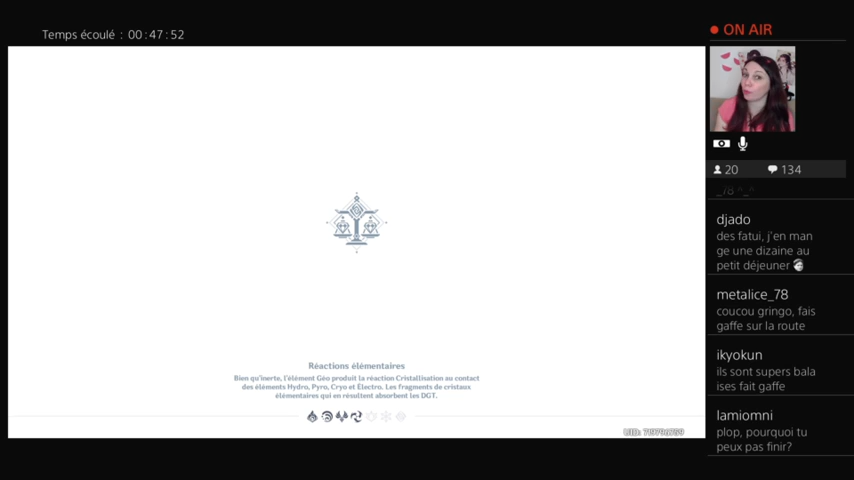 Temps écoulé : 00:47:52
ON AIR
20 134
_78 ^_^
djado
des fatui, j'en man
ge une dizaine au
petit déjeuner
metalice_78
coucou gringo, fais
gaffe sur la route
ikyokun
ils sont supers bala
ises fait gaffe
lamiomni
plop, pourquoi tu
peux pas finir?
Réactions élémentaires
Bien qu'inerte, l'élément Géo produit la réaction Cristallisation au contact
des éléments Hydro, Pyro, Cryo et Électro. Les fragments de cristaux
élémentaires qui en résultent absorbent les DGT.